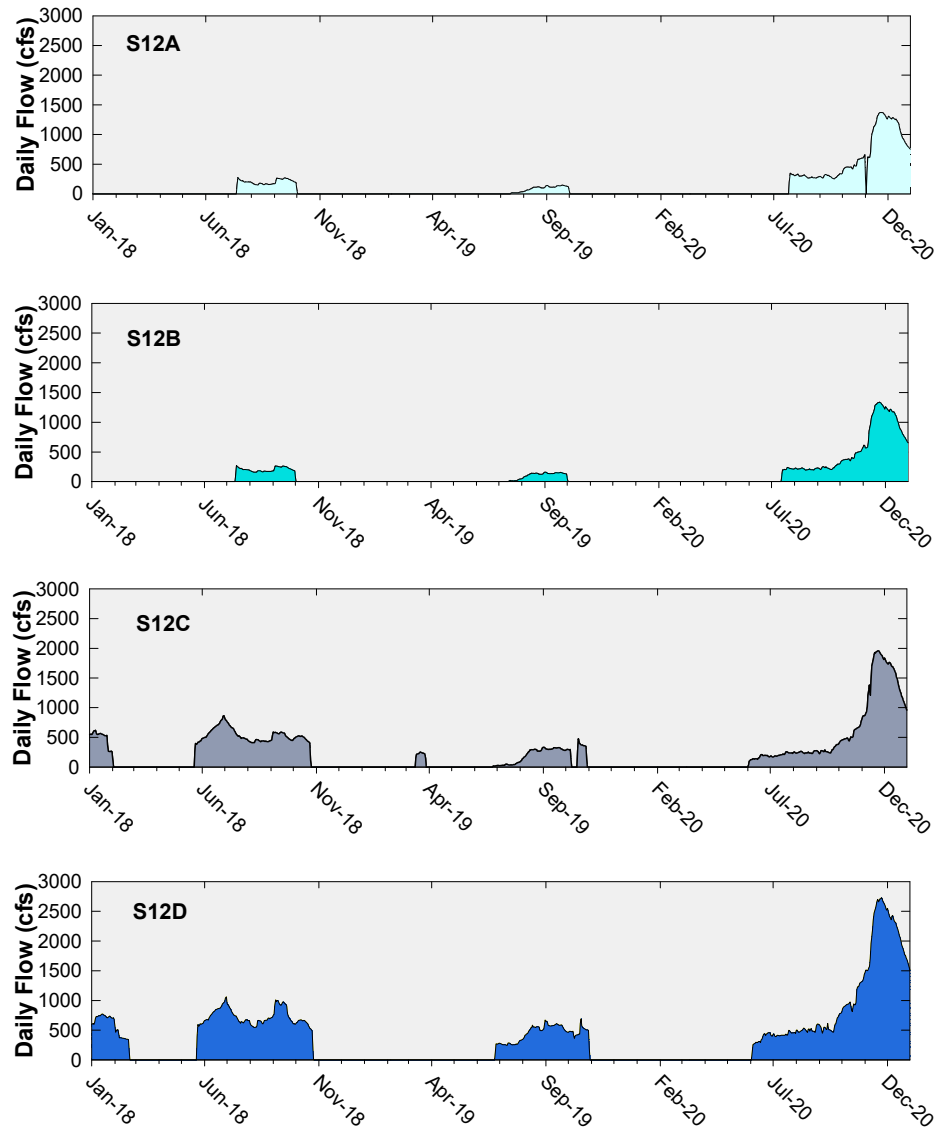 3000
2500
2000
1500
1000
500
0
Daily Flow (cfs)
S12A
Jan-18
Jun-18
Nov-18
Apr-19
Sep-19
Feb-20
Jul-20
Dec-20
3000
2500
2000
1500
1000
500
0
Daily Flow (cfs)
S12B
Jan-18
Jun-18
Nov-18
Apr-19
Sep-19
Feb-20
Jul-20
Dec-20
3000
2500
2000
1500
1000
500
0
Daily Flow (cfs)
S12C
Jan-18
Jun-18
Nov-18
Apr-19
Sep-19
Feb-20
Jul-20
Dec-20
3000
2500
2000
1500
1000
500
0
Daily Flow (cfs)
S12D
Jan-18
Jun-18
Nov-18
Apr-19
Sep-19
Feb-20
Jul-20
Dec-20